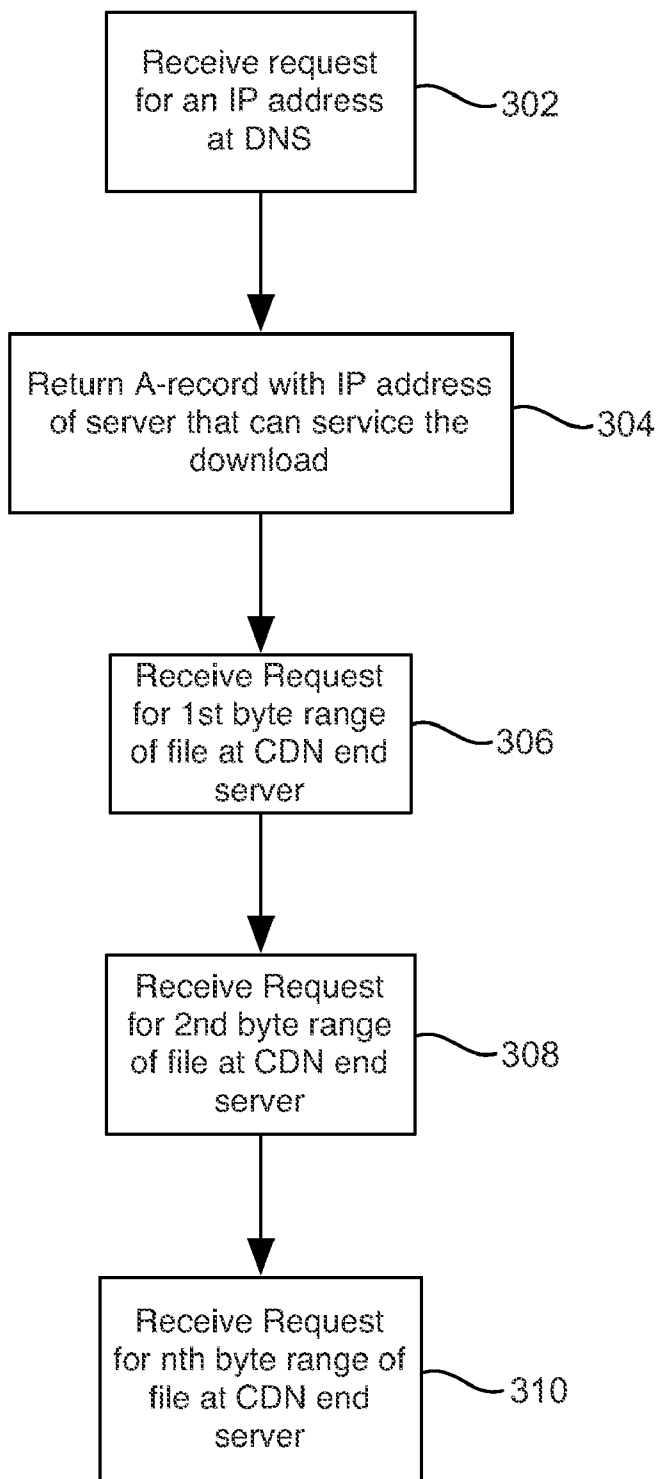 Receive request
for an IP address
at DNS
302
Return A-record with IP address
of server that can service the
download
304
Receive Request
for 1st byte range
of file at CDN end
server
306
Receive Request
for 2nd byte range
of file at CDN end
server
308
Receive Request
for nth byte range of
file at CDN end
server
310